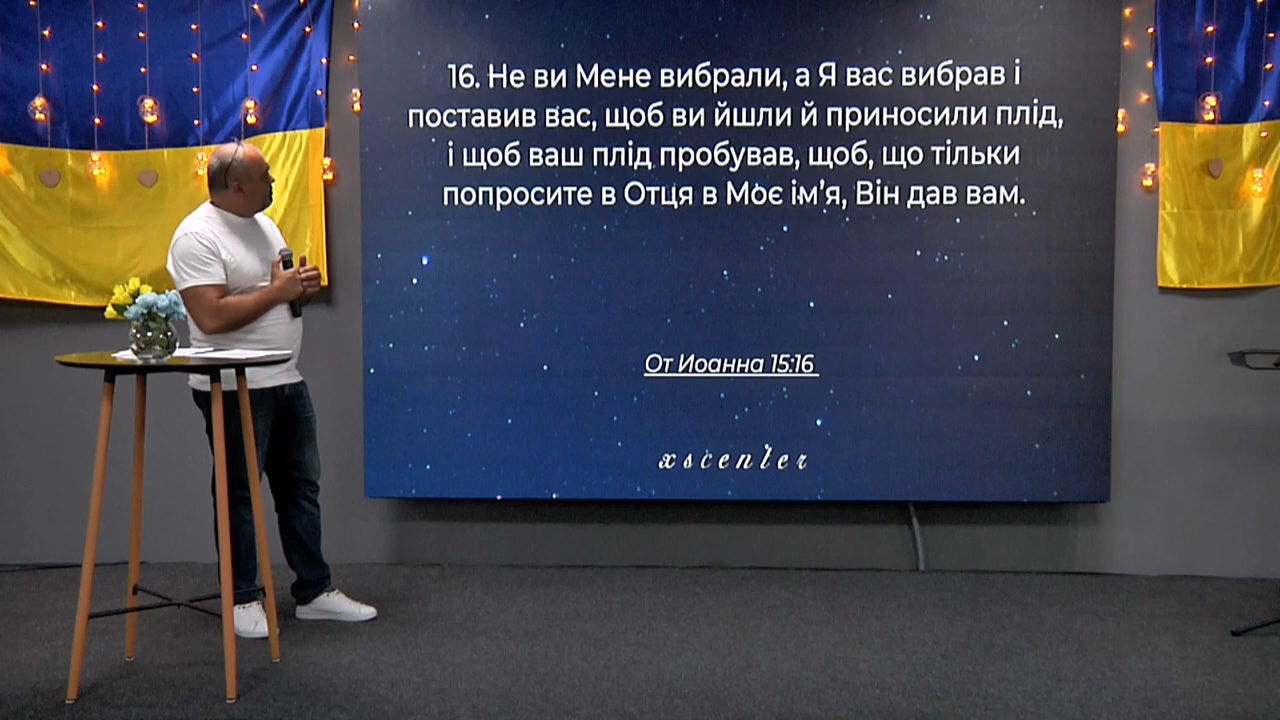 16. Не ви Мене вибрали, а Я вас вибрав і
поставив вас, щоб ви йшли й приносили плід,
і щоб ваш плід пробував, щоб, що тільки
попросите в Отця в Моє ім’я, Він дав вам.
От Иоанна 15:16
xscenter